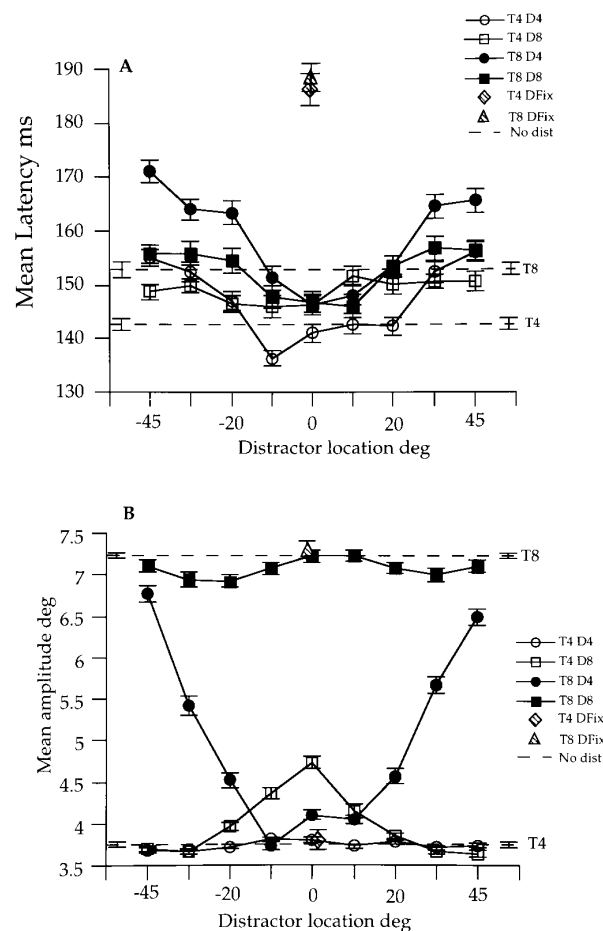 A
T4 D4
T4 D8
T8 D4
T8 D8
T4 DFix
T8 DFix
No dist
190
180
170
160
150
140
130
Mean Latency ms
T8
T4
-45 -20 0 20 45
Distractor location deg
B
7.5
7
6.5
6
5.5
5
4.5
4
3.5
Mean amplitude deg
T8
T4 D4
T4 D8
T8 D4
T8 D8
T4 DFix
T8 DFix
No dist
T4
-45 -20 0 20 45
Distractor location deg